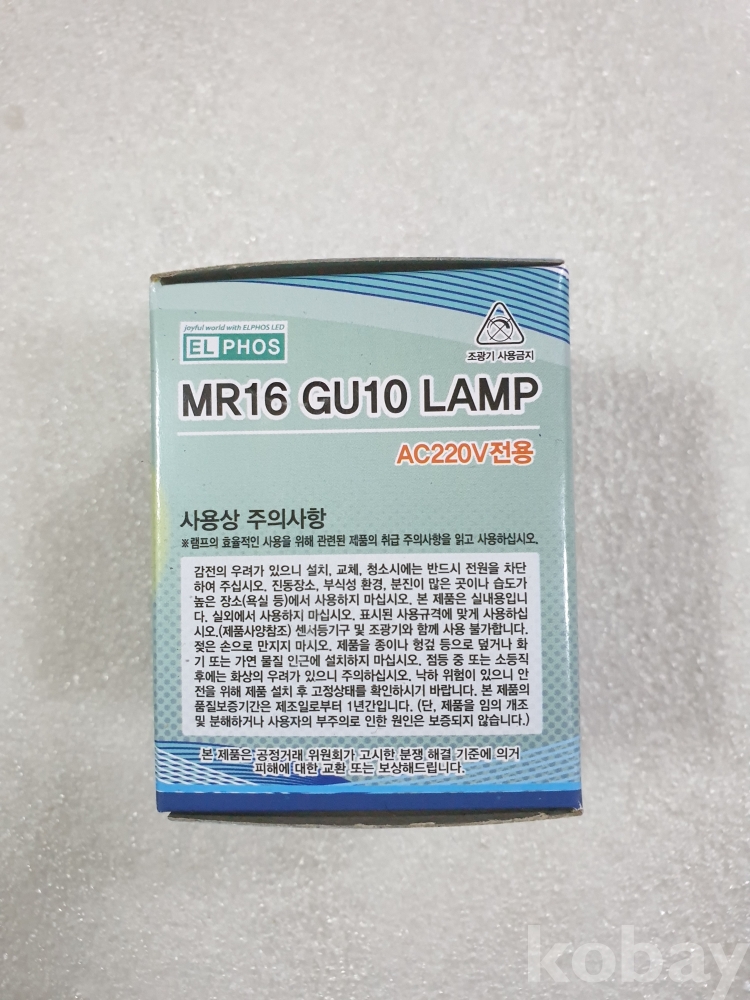 joyful world with ELPHOS LED
EL PHOS
조광기 사용금지
MR16 GU10 LAMP
AC220V전용
사용상 주의사항
※램프의 효율적인 사용을 위해 관련된 제품의 취급 주의사항을 읽고 사용하십시오.
감전의 우려가 있으니 설치, 교체, 청소시에는 반드시 전원을 차단
하여 주십시오. 진동장소, 부식성 환경, 분진이 많은 곳이나 습도가
높은 장소(욕실 등)에서 사용하지 마십시오. 본 제품은 실내용입니
다. 실외에서 사용하지 마십시오. 표시된 사용규격에 맞게 사용하십
시오.(제품사양참조) 센서등기구 및 조광기와 함께 사용 불가합니다.
젖은 손으로 만지지 마시오. 제품을 종이나 헝겊 등으로 덮거나 화
기 또는 가연 물질 인근에 설치하지 마십시오. 점등 중 또는 소등직
후에는 화상의 우려가 있으니 주의하십시오. 낙하 위험이 있으니 안
전을 위해 제품 설치 후 고정상태를 확인하시기 바랍니다. 본 제품의
품질보증기간은 제조일로부터 1년간입니다. (단, 제품을 임의 개조
및 분해하거나 사용자의 부주의로 인한 원인은 보증되지 않습니다.)
본 제품은 공정거래 위원회가 고시한 분쟁 해결 기준에 의거
피해에 대한 교환 또는 보상해드립니다.
kobay